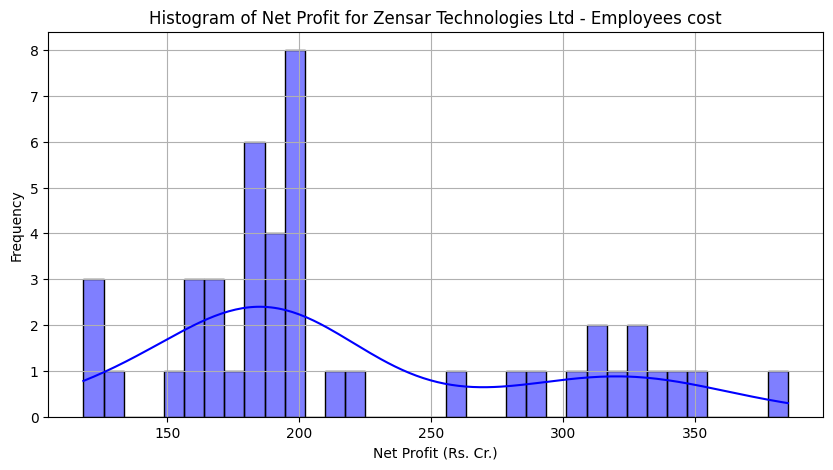 Histogram of Net Profit for Zensar Technologies Ltd - Employees cost
Frequency
8
7
6
5
4
3
2
1
0
150 200 250 300 350
Net Profit (Rs. Cr.)